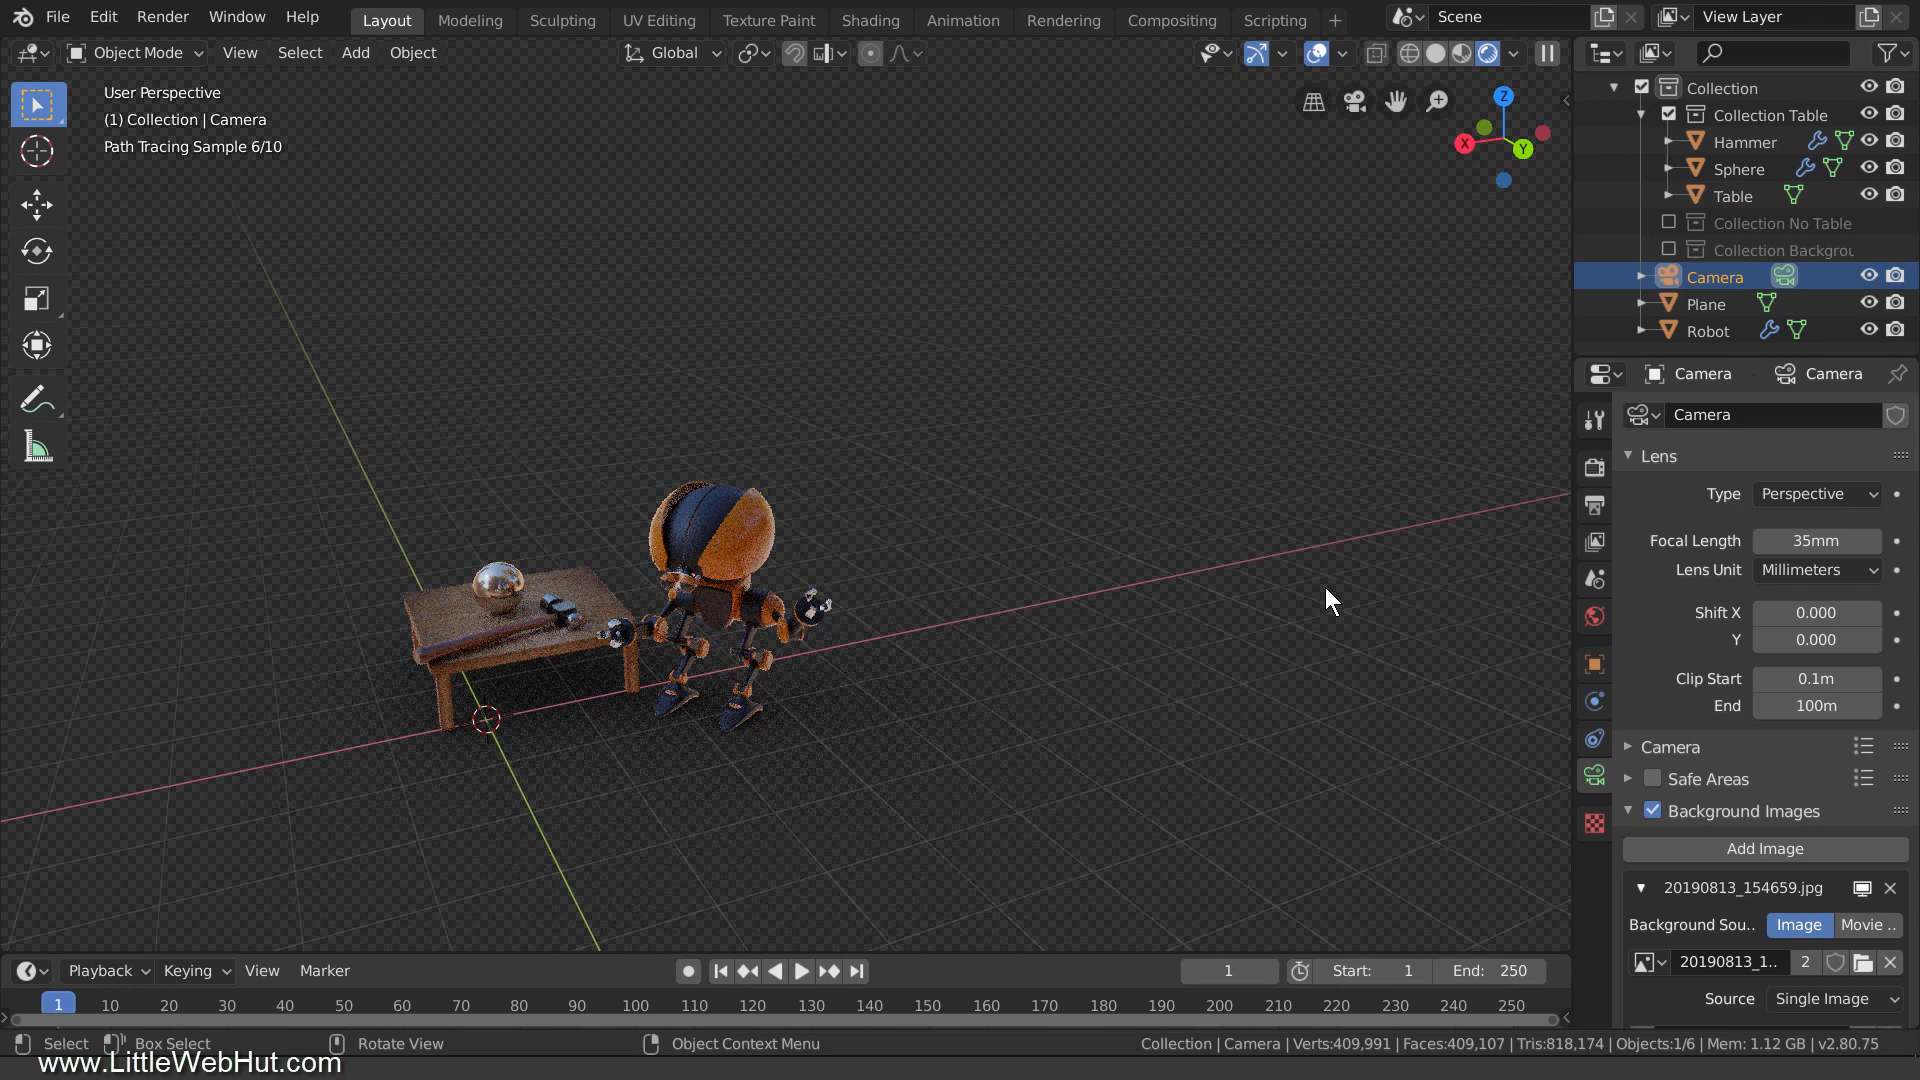 File Edit Render Window Help Layout Modeling Sculpting UV Editing Texture Paint Shading Animation Rendering Compositing Scripting + Scene View Layer
Object Mode View Select Add Object Global
User Perspective
(1) Collection | Camera
Path Tracing Sample 6/10
Z
X
Y
Collection
Collection Table
Hammer
Sphere
Table
Collection No Table
Collection Backgrou
Camera
Plane
Robot
Camera Camera
Camera
Lens
Type Perspective
Focal Length 35mm
Lens Unit Millimeters
Shift X 0.000
Y 0.000
Clip Start 0.1m
End 100m
Camera
Safe Areas
Background Images
Add Image
20190813_154659.jpg
Background Sou.. Image Movie ..
20190813_1.. 2
Source Single Image
Playback Keying View Marker 1 Start: 1 End: 250
1 10 20 30 40 50 60 70 80 90 100 110 120 130 140 150 160 170 180 190 200 210 220 230 240 250
Select Box Select Rotate View Object Context Menu Collection | Camera | Verts:409,991 | Faces:409,107 | Tris:818,174 | Objects:1/6 | Mem: 1.12 GB | v2.80.75
www.LittleWebHut.com